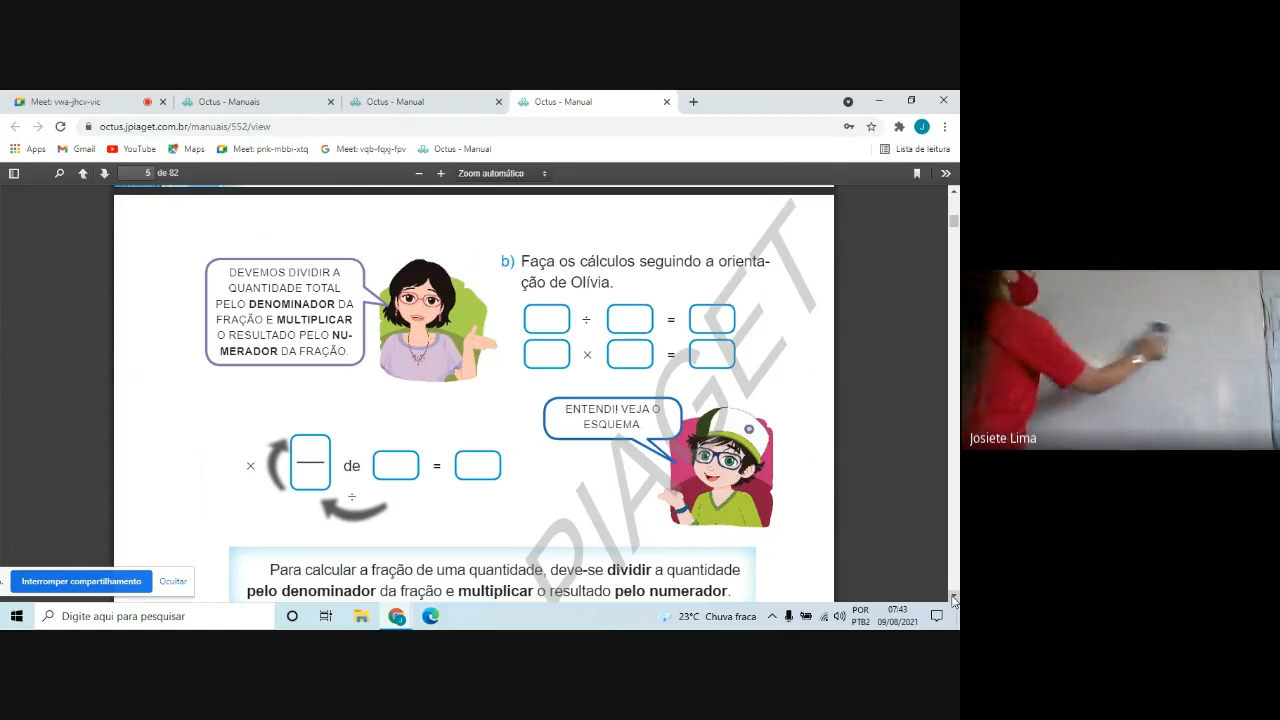 Meet: vwa-jhcv-vic
Octus - Manuais
Octus - Manual
Octus - Manual
octus.jpiaget.com.br/manuais/552/view
Apps
Gmail
YouTube
Maps
Meet: pnk-mbbi-xtq
Meet: vqb-fqxj-fpv
Octus - Manual
Lista de leitura
5 de 82
Zoom automático
DEVEMOS DIVIDIR A
QUANTIDADE TOTAL
PELO DENOMINADOR DA
FRAÇÃO E MULTIPLICAR
O RESULTADO PELO NU-
MERADOR DA FRAÇÃO.
b) Faça os cálculos seguindo a orienta-
ção de Olívia.
÷ =
× =
ENTENDI! VEJA O
ESQUEMA.
× de =
÷
Para calcular a fração de uma quantidade, deve-se dividir a quantidade
pelo denominador da fração e multiplicar o resultado pelo numerador.
PIAGET
Interromper compartilhamento
Ocultar
Digite aqui para pesquisar
23°C Chuva fraca
POR
PTB2
07:43
09/08/2021
J
Josiete Lima